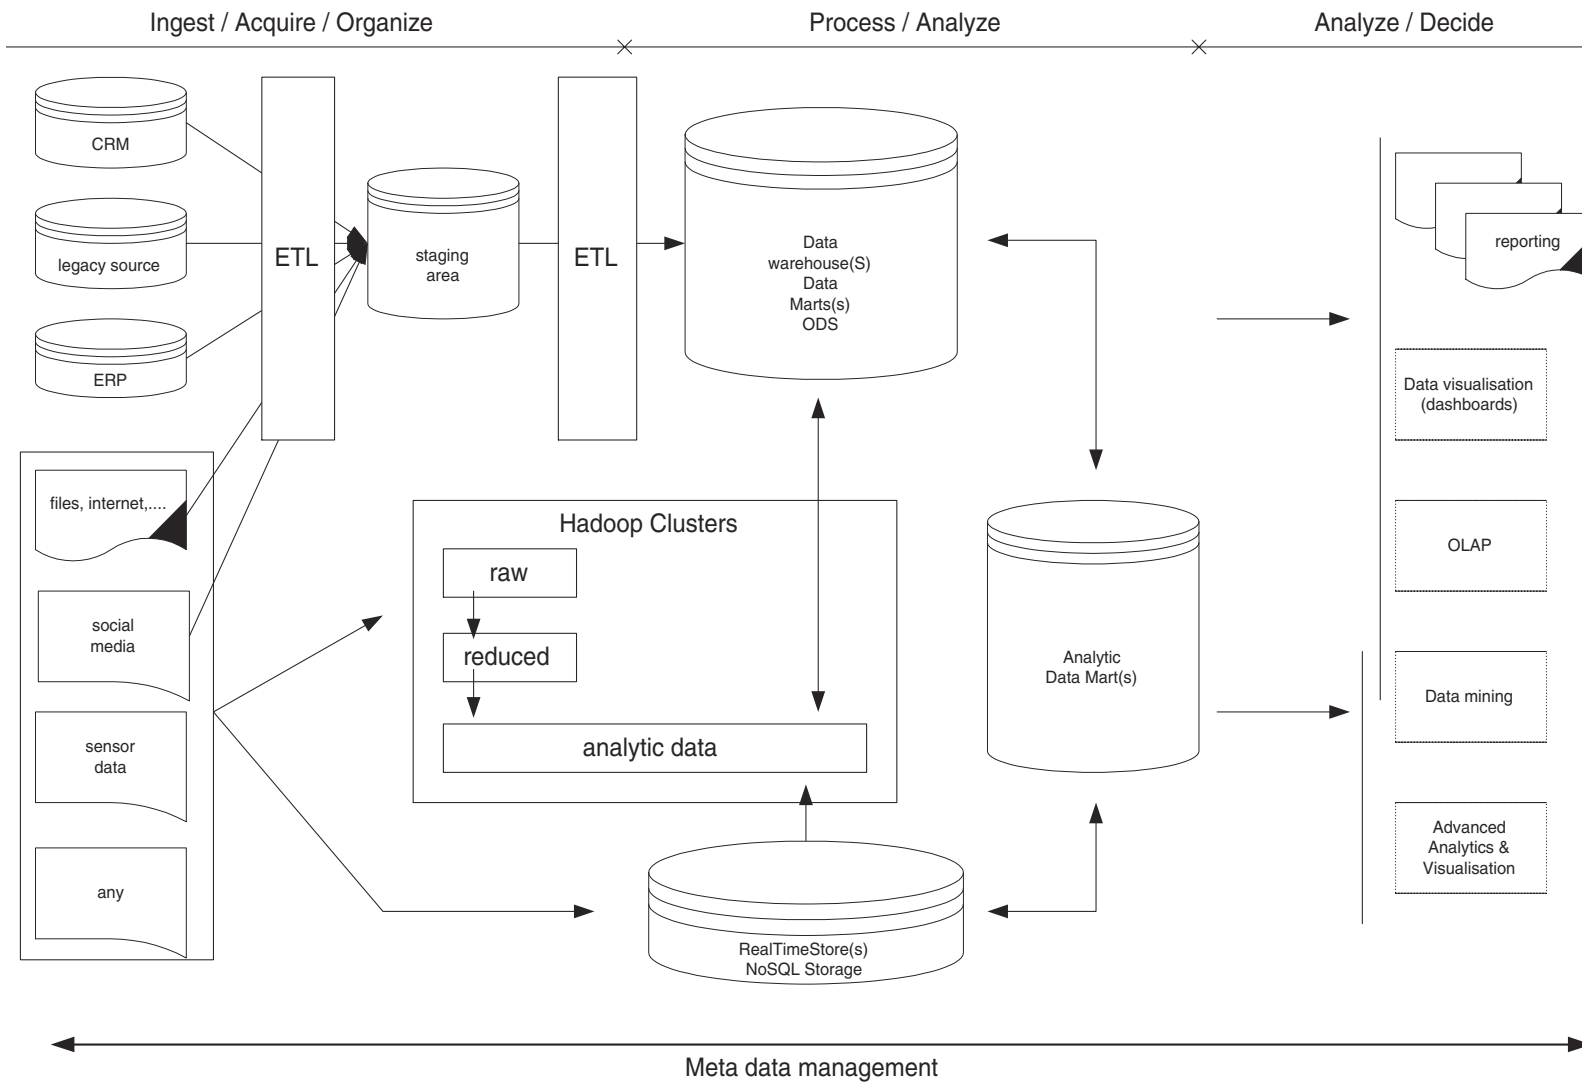 Ingest / Acquire / Organize
Process / Analyze
Analyze / Decide
CRM
legacy source
ERP
ETL
staging
area
ETL
Data
warehouse(S)
Data
Marts(s)
ODS
reporting
Data visualisation
(dashboards)
OLAP
Data mining
Advanced
Analytics &
Visualisation
files, internet,....
social
media
sensor
data
any
Hadoop Clusters
raw
reduced
analytic data
Analytic
Data Mart(s)
RealTimeStore(s)
NoSQL Storage
Meta data management